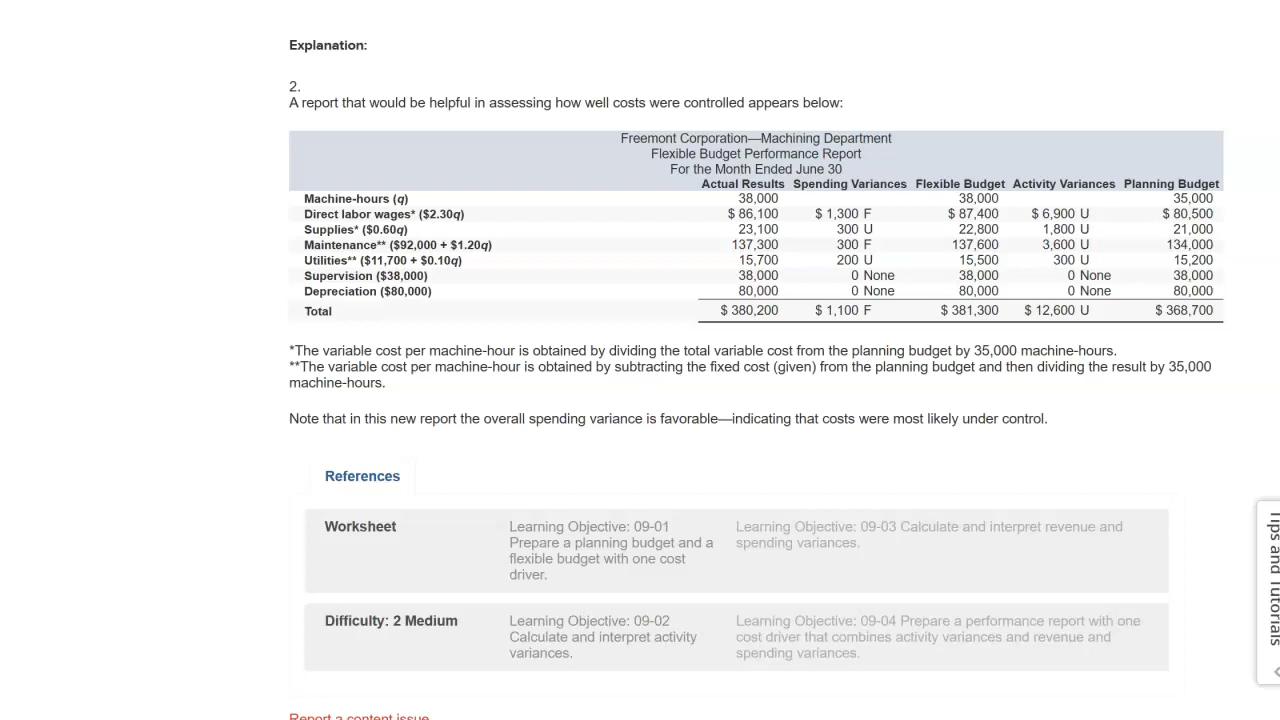 Explanation:
2.
A report that would be helpful in assessing how well costs were controlled appears below:
Freemont Corporation—Machining Department
Flexible Budget Performance Report
For the Month Ended June 30
Actual Results Spending Variances Flexible Budget Activity Variances Planning Budget
Machine-hours (q) 38,000 38,000 35,000
Direct labor wages* ($2.30q) $ 86,100 $ 1,300 F $ 87,400 $ 6,900 U $ 80,500
Supplies* ($0.60q) 23,100 300 U 22,800 1,800 U 21,000
Maintenance** ($92,000 + $1.20q) 137,300 300 F 137,600 3,600 U 134,000
Utilities** ($11,700 + $0.10q) 15,700 200 U 15,500 300 U 15,200
Supervision ($38,000) 38,000 0 None 38,000 0 None 38,000
Depreciation ($80,000) 80,000 0 None 80,000 0 None 80,000
Total $ 380,200 $ 1,100 F $ 381,300 $ 12,600 U $ 368,700
*The variable cost per machine-hour is obtained by dividing the total variable cost from the planning budget by 35,000 machine-hours.
**The variable cost per machine-hour is obtained by subtracting the fixed cost (given) from the planning budget and then dividing the result by 35,000
machine-hours.
Note that in this new report the overall spending variance is favorable—indicating that costs were most likely under control.
References
Worksheet
Learning Objective: 09-01
Prepare a planning budget and a
flexible budget with one cost
driver.
Learning Objective: 09-03 Calculate and interpret revenue and
spending variances.
Difficulty: 2 Medium
Learning Objective: 09-02
Calculate and interpret activity
variances.
Learning Objective: 09-04 Prepare a performance report with one
cost driver that combines activity variances and revenue and
spending variances.
Tips and Tutorials
Report a content issue